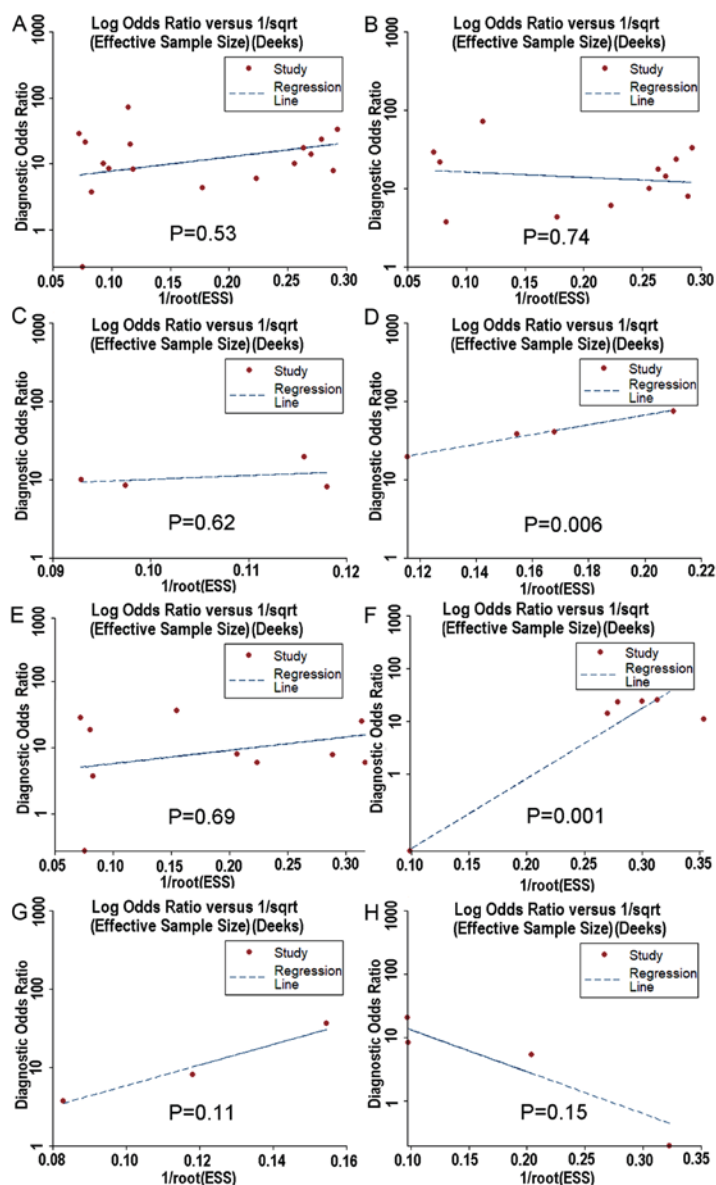 A
Log Odds Ratio versus 1/sqrt
(Effective Sample Size)(Deeks)
Study
Regression
Line
Diagnostic Odds Ratio
1000
100
10
1
P=0.53
0.05 0.10 0.15 0.20 0.25 0.30
1/root(ESS)
B
Log Odds Ratio versus 1/sqrt
(Effective Sample Size)(Deeks)
Study
Regression
Line
Diagnostic Odds Ratio
1000
100
10
1
P=0.74
0.05 0.10 0.15 0.20 0.25 0.30
1/root(ESS)
C
Log Odds Ratio versus 1/sqrt
(Effective Sample Size)(Deeks)
Study
Regression
Line
Diagnostic Odds Ratio
1000
100
10
1
P=0.62
0.09 0.10 0.11 0.12
1/root(ESS)
D
Log Odds Ratio versus 1/sqrt
(Effective Sample Size)(Deeks)
Study
Regression
Line
Diagnostic Odds Ratio
1000
100
10
1
P=0.006
0.12 0.14 0.16 0.18 0.20 0.22
1/root(ESS)
E
Log Odds Ratio versus 1/sqrt
(Effective Sample Size)(Deeks)
Study
Regression
Line
Diagnostic Odds Ratio
1000
100
10
1
P=0.69
0.05 0.10 0.15 0.20 0.25 0.30
1/root(ESS)
F
Log Odds Ratio versus 1/sqrt
(Effective Sample Size)(Deeks)
Study
Regression
Line
Diagnostic Odds Ratio
1000
100
10
1
P=0.001
0.10 0.15 0.20 0.25 0.30 0.35
1/root(ESS)
G
Log Odds Ratio versus 1/sqrt
(Effective Sample Size)(Deeks)
Study
Regression
Line
Diagnostic Odds Ratio
1000
100
10
1
P=0.11
0.08 0.10 0.12 0.14 0.16
1/root(ESS)
H
Log Odds Ratio versus 1/sqrt
(Effective Sample Size)(Deeks)
Study
Regression
Line
Diagnostic Odds Ratio
1000
100
10
1
P=0.15
0.10 0.15 0.20 0.25 0.30 0.35
1/root(ESS)